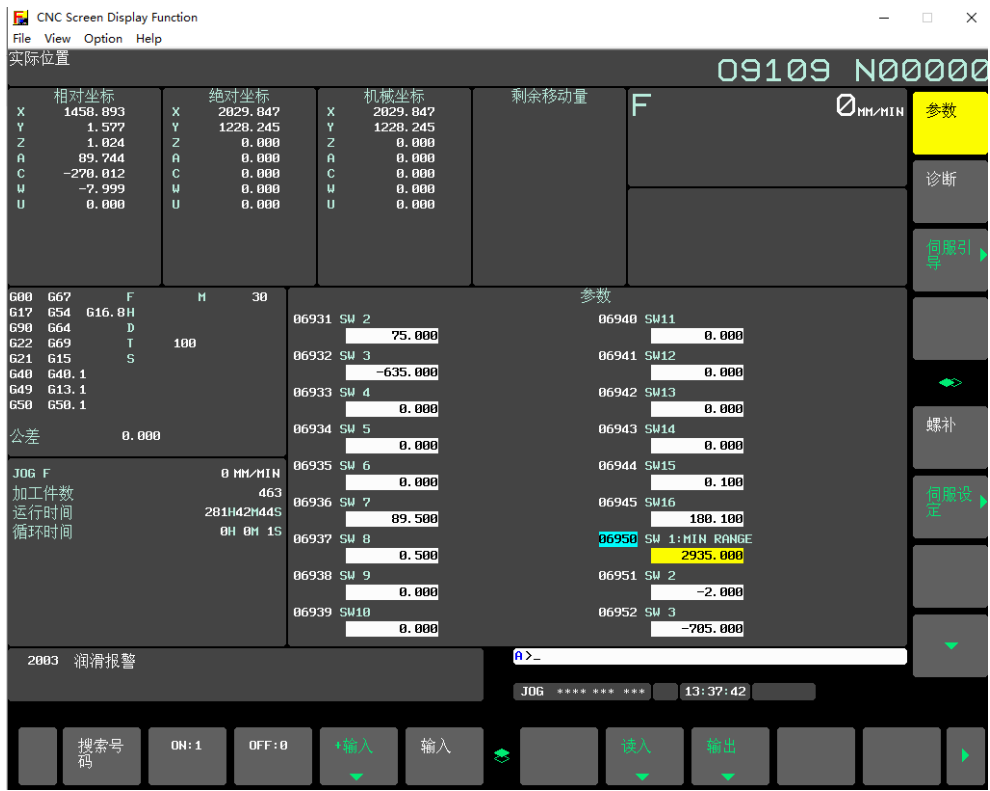 CNC Screen Display Function
File View Option Help
实际位置
O9109 N00000
相对坐标 绝对坐标 机械坐标 剩余移动量
F 0 MM/MIN
X 1458.893 X 2029.847 X 2029.847
Y 1.577 Y 1228.245 Y 1228.245
Z 1.024 Z 0.000 Z 0.000
A 89.744 A 0.000 A 0.000
C -270.012 C 0.000 C 0.000
W -7.999 W 0.000 W 0.000
U 0.000 U 0.000 U 0.000
参数
诊断
伺服引
导
螺补
伺服设
定
G00 G67 F M 30
G17 G54 G16.8 H
G90 G64 D
G22 G69 T 100
G21 G15 S
G40 G40.1
G49 G13.1
G50 G50.1
公差 0.000
JOG F 0 MM/MIN
加工件数 463
运行时间 281H42M44S
循环时间 0H 0M 1S
参数
06931 SW 2
75.000
06932 SW 3
-635.000
06933 SW 4
0.000
06934 SW 5
0.000
06935 SW 6
0.000
06936 SW 7
89.500
06937 SW 8
0.500
06938 SW 9
0.000
06939 SW10
0.000
06940 SW11
0.000
06941 SW12
0.000
06942 SW13
0.000
06943 SW14
0.000
06944 SW15
0.100
06945 SW16
180.100
06950 SW 1:MIN RANGE
2935.000
06951 SW 2
-2.000
06952 SW 3
-705.000
2003 润滑报警
A>_
JOG **** *** *** 13:37:42
搜索号
码
ON:1
OFF:0
+输入
输入
读入
输出